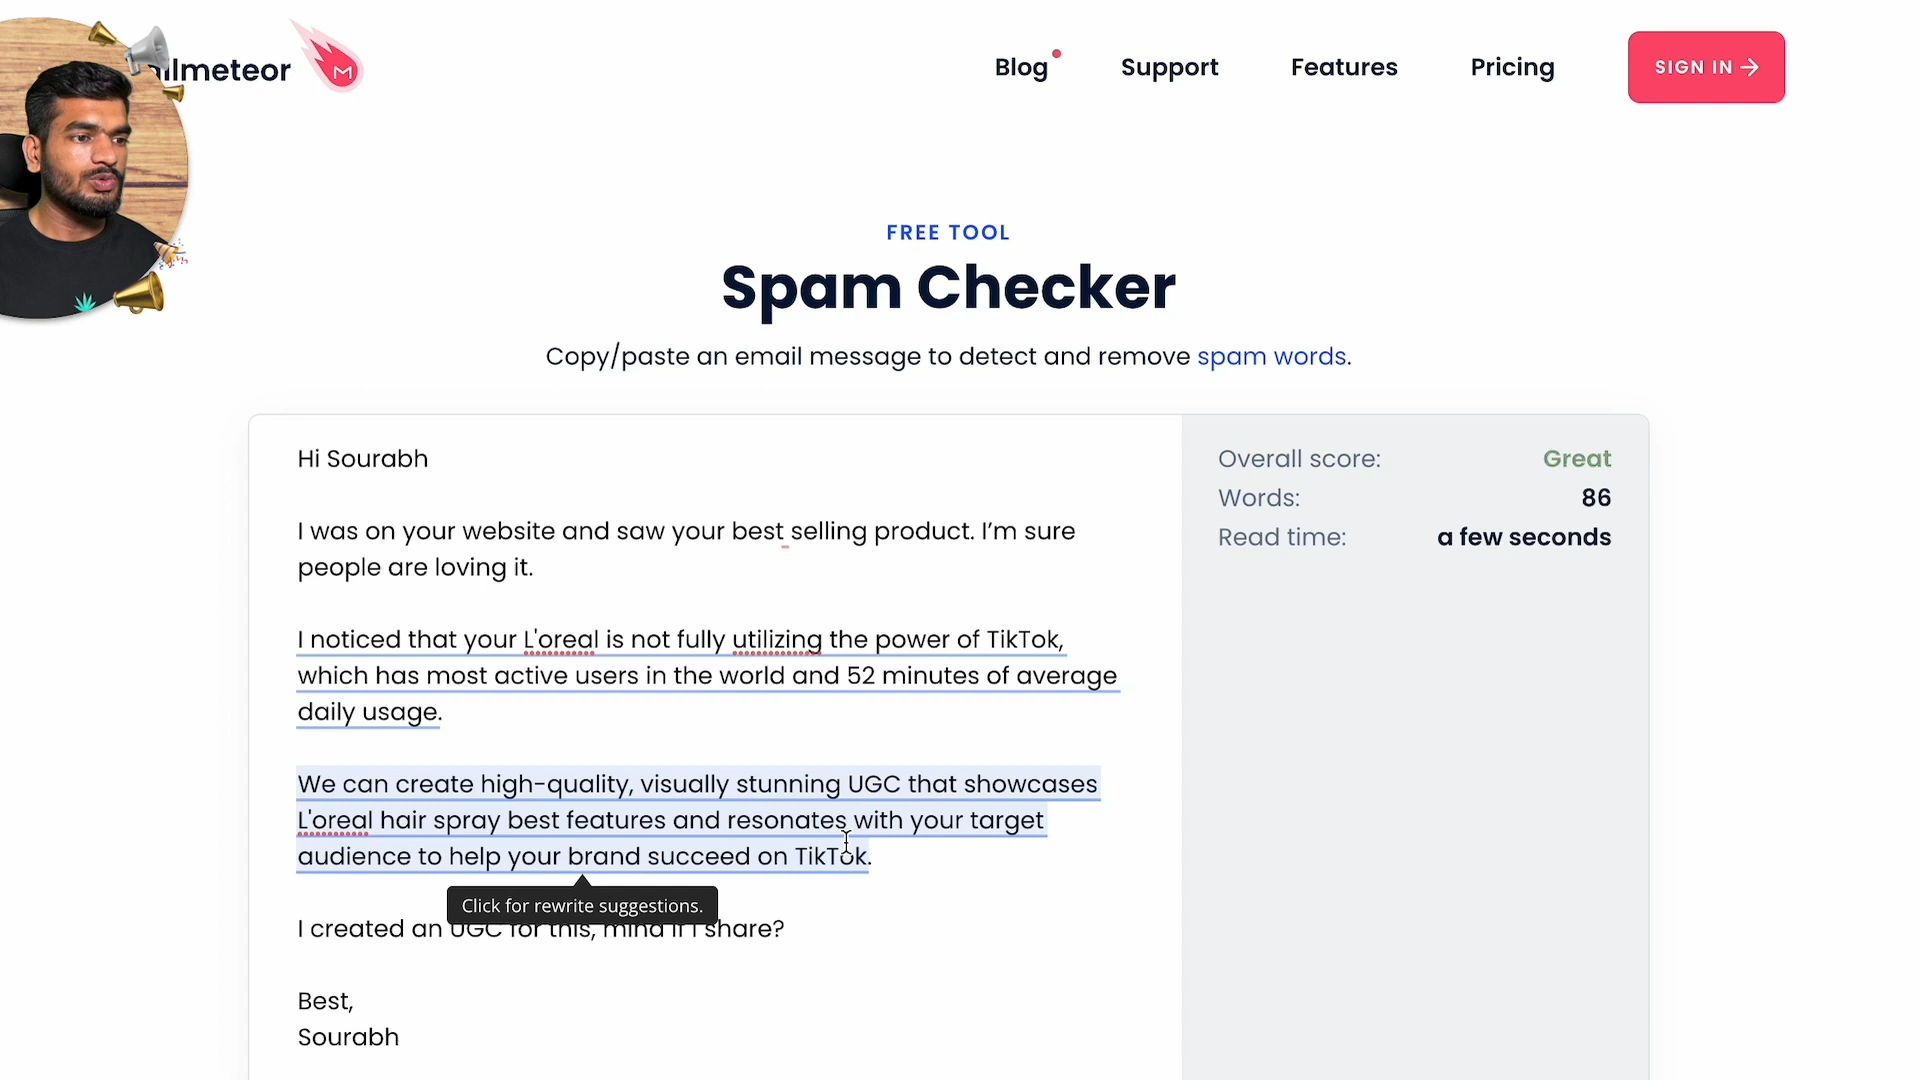 Blog
Support
Features
Pricing
SIGN IN
FREE TOOL
Spam Checker
Copy/paste an email message to detect and remove spam words.
Hi Sourabh
I was on your website and saw your best selling product. I’m sure
people are loving it.
I noticed that your L'oreal is not fully utilizing the power of TikTok,
which has most active users in the world and 52 minutes of average
daily usage.
We can create high-quality, visually stunning UGC that showcases
L'oreal hair spray best features and resonates with your target
audience to help your brand succeed on TikTok.
Click for rewrite suggestions.
I created an UGC for this, mind if I share?
Best,
Sourabh
Overall score: Great
Words: 86
Read time: a few seconds